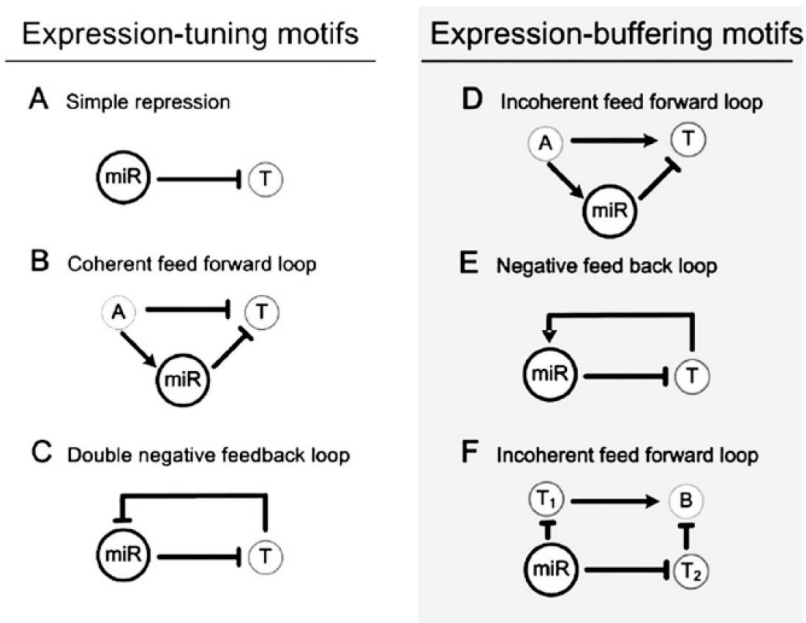 Expression-tuning motifs
A Simple repression
miR T
B Coherent feed forward loop
A T
miR
C Double negative feedback loop
miR T
Expression-buffering motifs
D Incoherent feed forward loop
A T
miR
E Negative feed back loop
miR T
F Incoherent feed forward loop
T₁ B
miR T₂